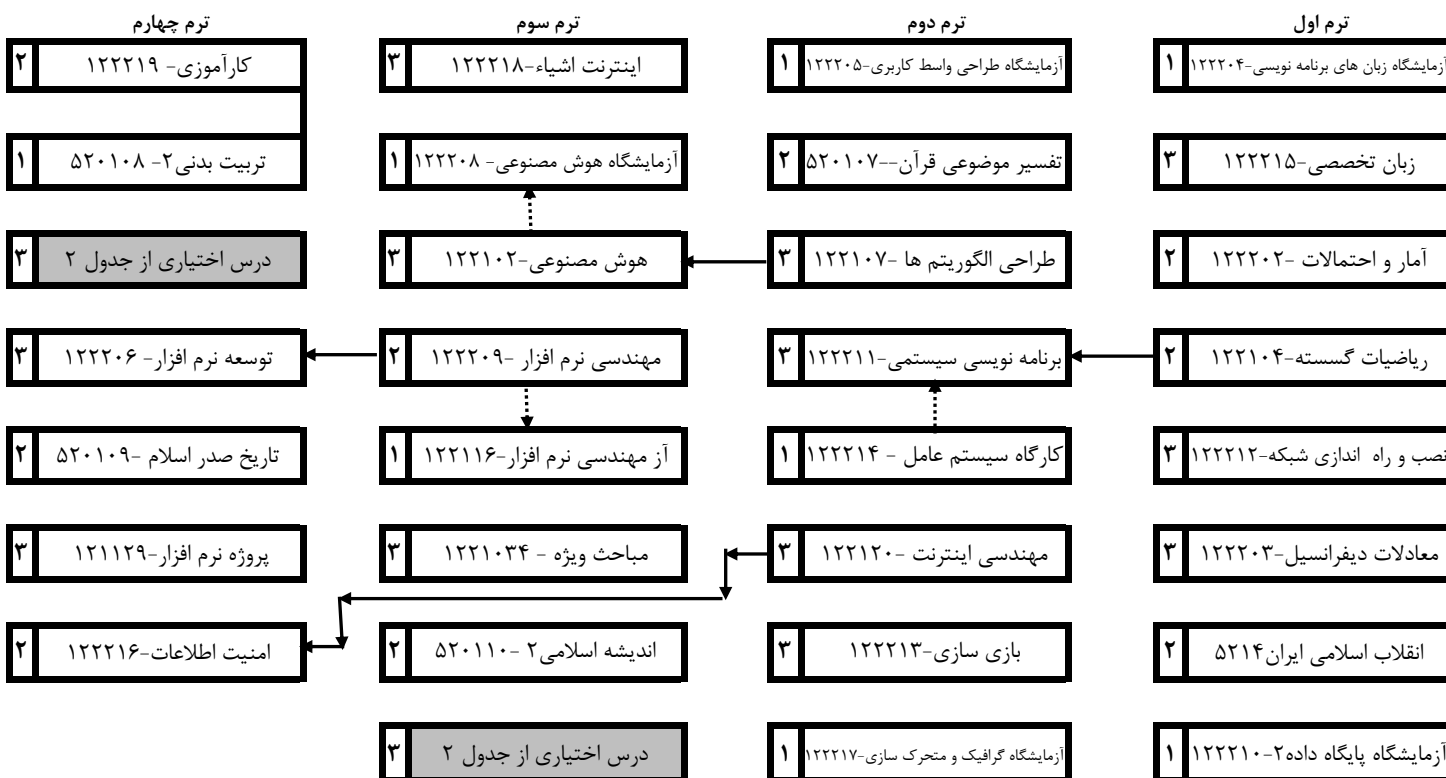 ترم اول ترم دوم ترم سوم ترم چهارم
آزمایشگاه زبان های برنامه نویسی-۱۲۲۲۰۴ ۱ آزمایشگاه طراحی واسط کاربری-۱۲۲۲۰۵ ۱ اینترنت اشیاء-۱۲۲۲۱۸ ۳ کارآموزی- ۱۲۲۲۱۹ ۲
زبان تخصصی-۱۲۲۲۱۵ ۳ تفسیر موضوعی قرآن--۵۲۰۱۰۷ ۲ آزمایشگاه هوش مصنوعی- ۱۲۲۲۰۸ ۱ تربیت بدنی۲- ۵۲۰۱۰۸ ۱
آمار و احتمالات -۱۲۲۲۰۲ ۲ طراحی الگوریتم ها -۱۲۲۱۰۷ ۳ هوش مصنوعی-۱۲۲۱۰۲ ۳ درس اختیاری از جدول ۲ ۳
ریاضیات گسسته-۱۲۲۱۰۴ ۲ برنامه نویسی سیستمی-۱۲۲۲۱۱ ۳ مهندسی نرم افزار -۱۲۲۲۰۹ ۲ توسعه نرم افزار- ۱۲۲۲۰۶ ۳
نصب و راه اندازی شبکه-۱۲۲۲۱۲ ۳ کارگاه سیستم عامل - ۱۲۲۲۱۴ ۱ آز مهندسی نرم افزار-۱۲۲۱۱۶ ۱ تاریخ صدر اسلام -۵۲۰۱۰۹ ۲
معادلات دیفرانسیل-۱۲۲۲۰۳ ۳ مهندسی اینترنت -۱۲۲۱۲۰ ۳ مباحث ویژه - ۱۲۲۱۰۳۴ ۳ پروژه نرم افزار-۱۲۱۱۲۹ ۳
انقلاب اسلامی ایران۵۲۱۴ ۲ بازی سازی-۱۲۲۲۱۳ ۳ اندیشه اسلامی۲ -۵۲۰۱۱۰ ۲ امنیت اطلاعات-۱۲۲۲۱۶ ۲
آزمایشگاه پایگاه داده۲-۱۲۲۲۱۰ ۱ آزمایشگاه گرافیک و متحرک سازی-۱۲۲۲۱۷ ۱ درس اختیاری از جدول ۲ ۳